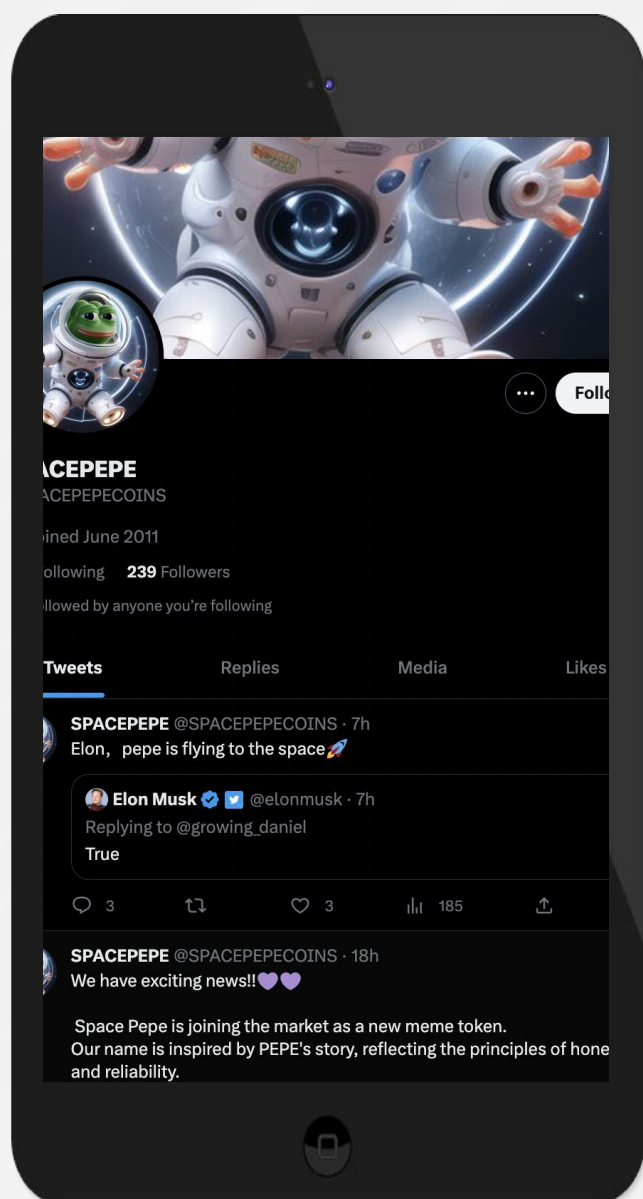 ACEPEPE
ACEPEPECOINS
ined June 2011
ollowing 239 Followers
llowed by anyone you're following
Tweets Replies Media Likes
SPACEPEPE @SPACEPEPECOINS · 7h
Elon，pepe is flying to the space🚀
Elon Musk @elonmusk · 7h
Replying to @growing_daniel
True
3 3 185
SPACEPEPE @SPACEPEPECOINS · 18h
We have exciting news!!💜💜
Space Pepe is joining the market as a new meme token.
Our name is inspired by PEPE's story, reflecting the principles of hone
and reliability.
Follo